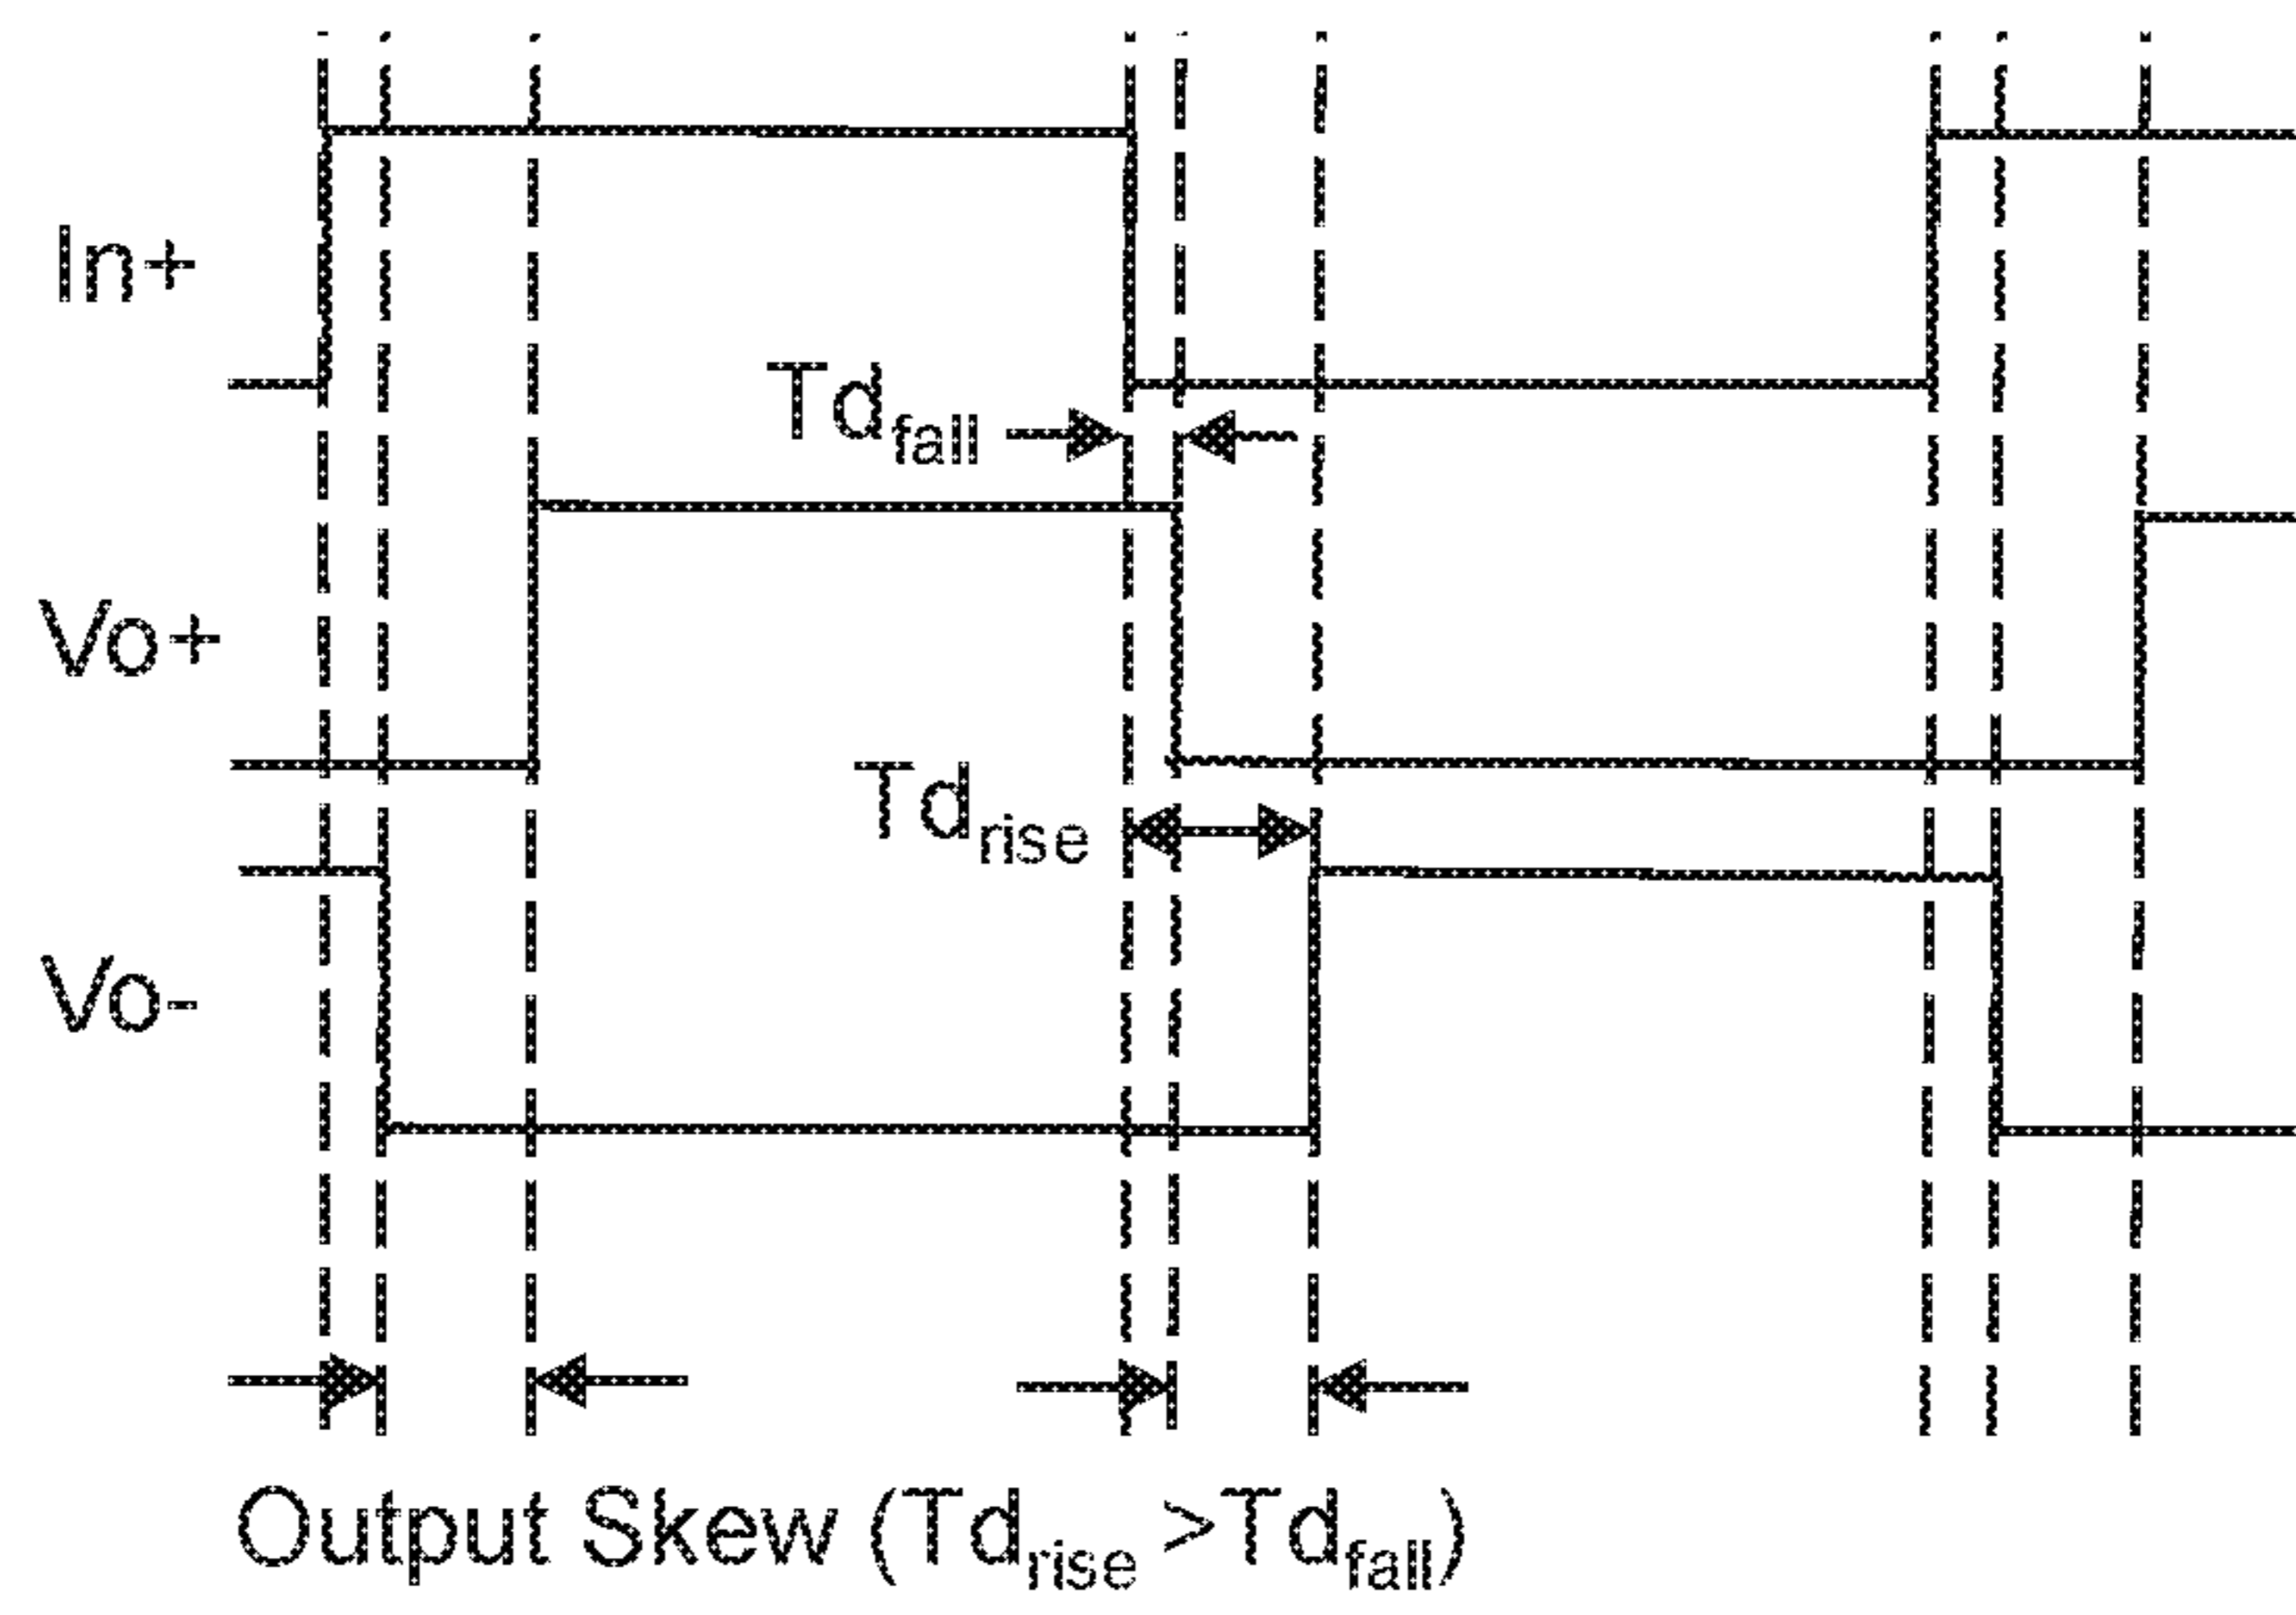 In+
Td_fall
Vo+
Td_rise
Vo-
Output Skew (Td_rise >Td_fall)